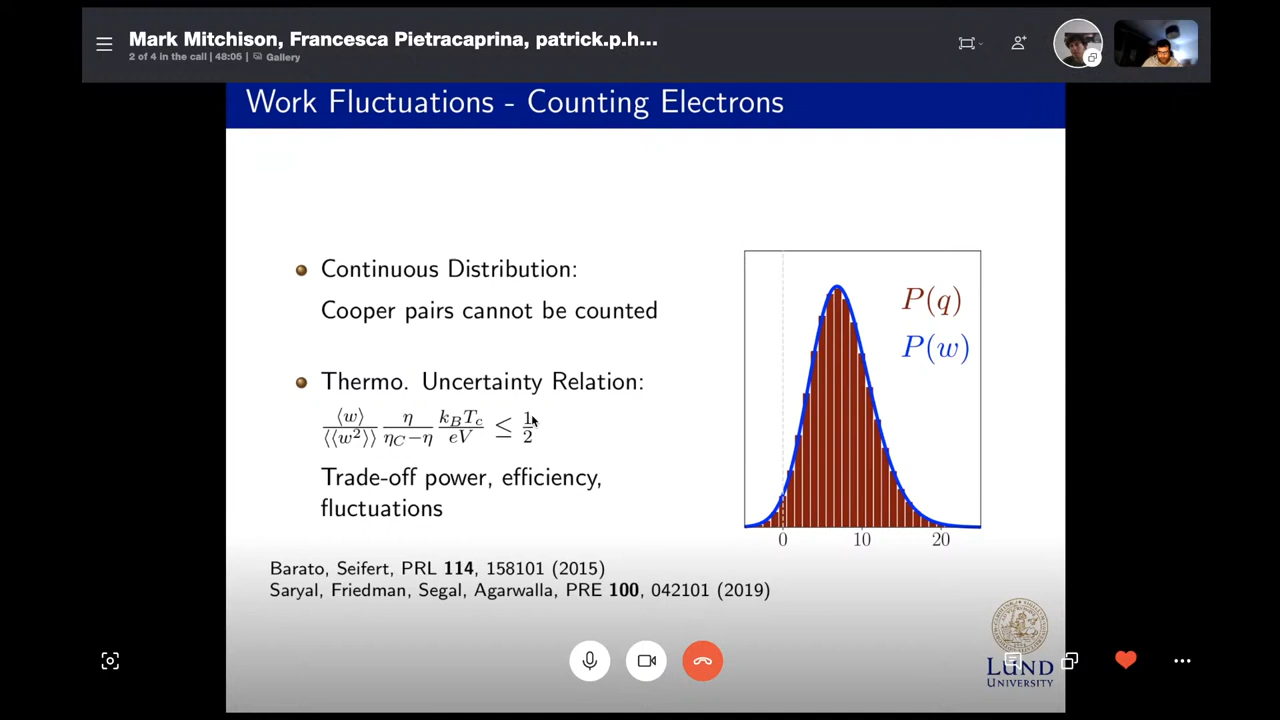 Mark Mitchison, Francesca Pietracaprina, patrick.p.h...
2 of 4 in the call | 48:05 | Gallery
Work Fluctuations - Counting Electrons
Continuous Distribution:
Cooper pairs cannot be counted
Thermo. Uncertainty Relation:
⟨w⟩/⟨⟨w²⟩⟩ η/(η_C−η) k_B T_c/eV ≤ 1/2
Trade-off power, efficiency,
fluctuations
P(q)
P(w)
0 10 20
Barato, Seifert, PRL 114, 158101 (2015)
Saryal, Friedman, Segal, Agarwalla, PRE 100, 042101 (2019)
LUND
UNIVERSITY